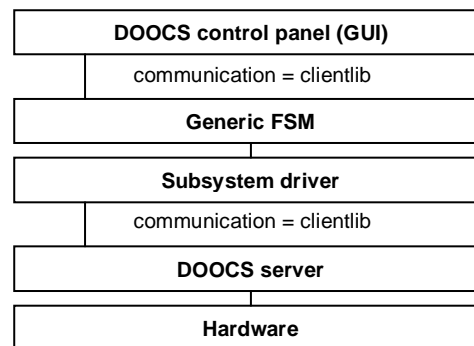 DOOCS control panel (GUI)
communication = clientlib
Generic FSM
Subsystem driver
communication = clientlib
DOOCS server
Hardware